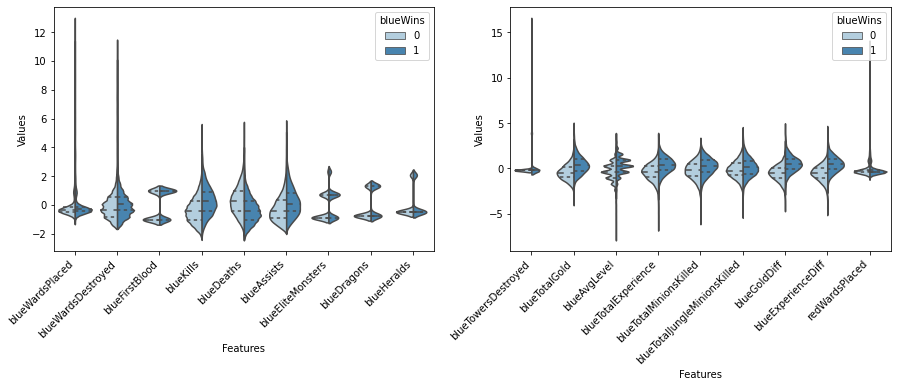 blueWins
0
1
12
10
8
6
4
2
0
−2
Values
blueWardsPlaced
blueWardsDestroyed
blueFirstBlood
blueKills
blueDeaths
blueAssists
blueEliteMonsters
blueDragons
blueHeralds
Features
blueWins
0
1
15
10
5
0
−5
Values
blueTowersDestroyed
blueTotalGold
blueAvgLevel
blueTotalExperience
blueTotalMinionsKilled
blueTotalJungleMinionsKilled
blueGoldDiff
blueExperienceDiff
redWardsPlaced
Features